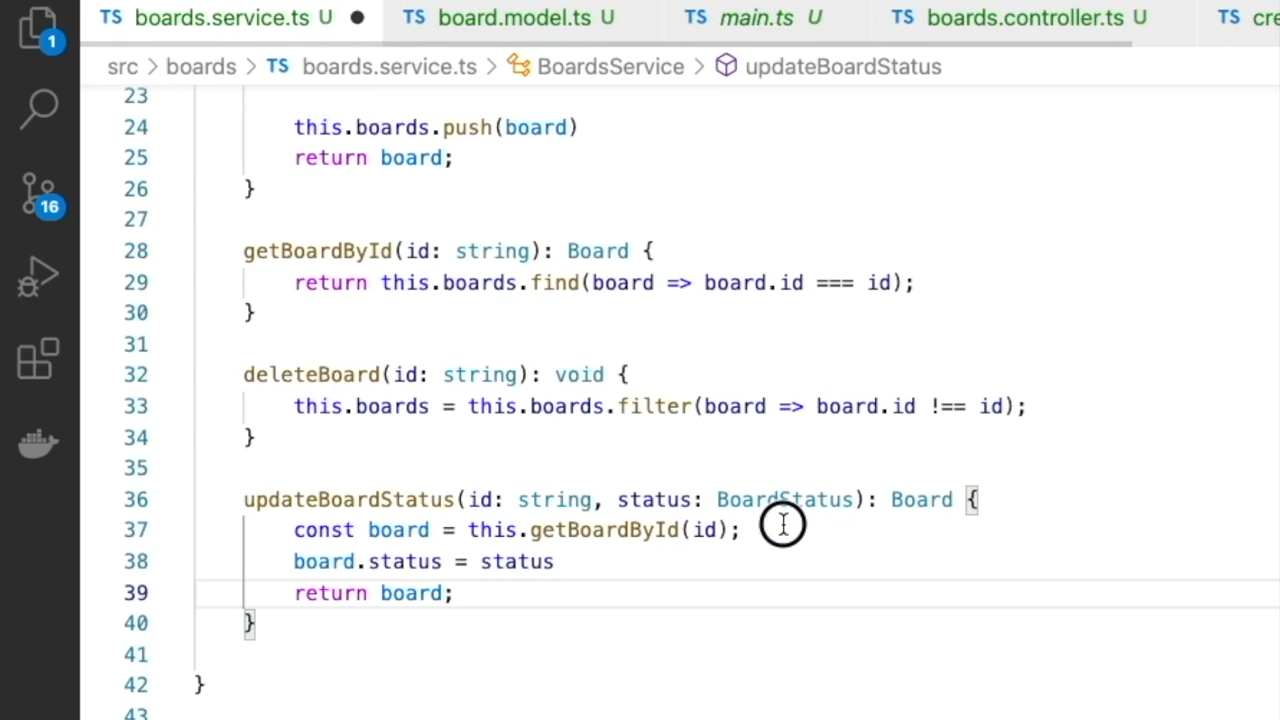 TS boards.service.ts U ● TS board.model.ts U TS main.ts U TS boards.controller.ts U TS cre
1
src > boards > TS boards.service.ts > BoardsService > updateBoardStatus
23
24 this.boards.push(board)
25 return board;
26 }
16
27
28 getBoardById(id: string): Board {
29 return this.boards.find(board => board.id === id);
30 }
31
32 deleteBoard(id: string): void {
33 this.boards = this.boards.filter(board => board.id !== id);
34 }
35
36 updateBoardStatus(id: string, status: BoardStatus): Board {
37 const board = this.getBoardById(id);
38 board.status = status
39 return board;
40 }
41
42 }
43